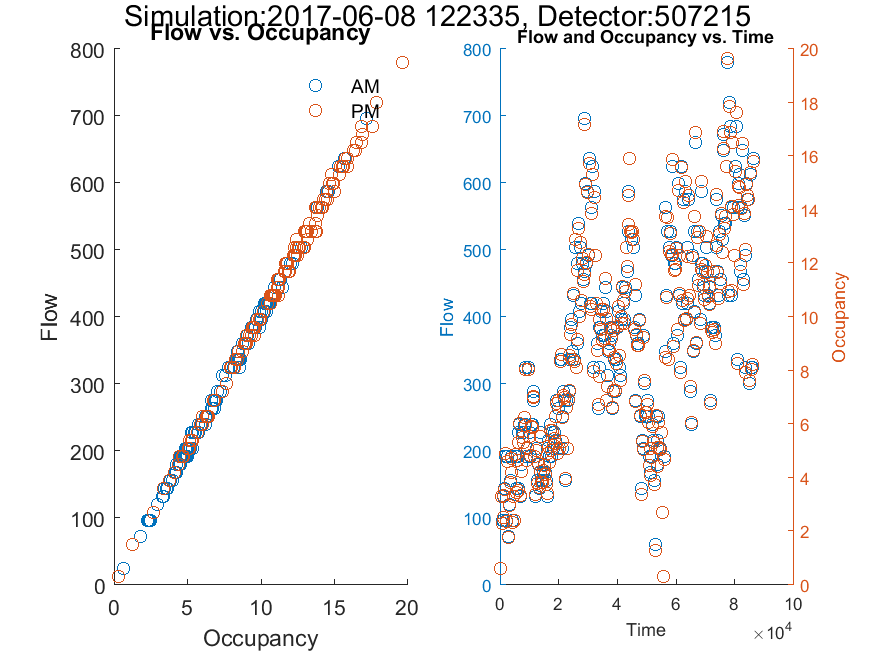 Simulation:2017-06-08 122335, Detector:507215
Flow vs. Occupancy
Flow and Occupancy vs. Time
AM
PM
800
700
600
500
400
300
200
100
0
Flow
0 5 10 15 20
Occupancy
800
700
600
500
400
300
200
100
0
Flow
20
18
16
14
12
10
8
6
4
2
0
Occupancy
0 2 4 6 8 10
×10^4
Time